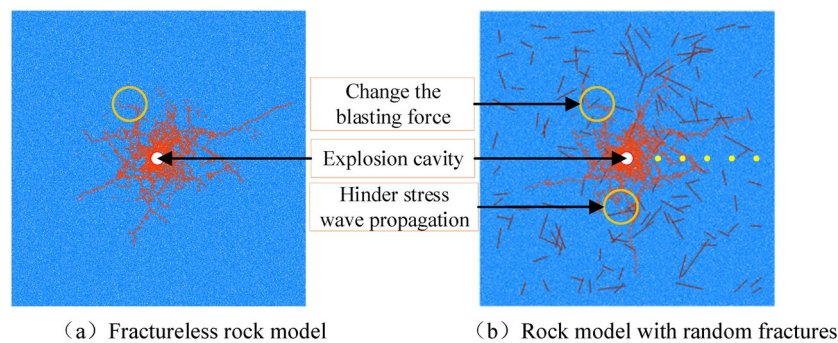 Change the
blasting force
Explosion cavity
Hinder stress
wave propagation
（a）Fractureless rock model
（b）Rock model with random fractures